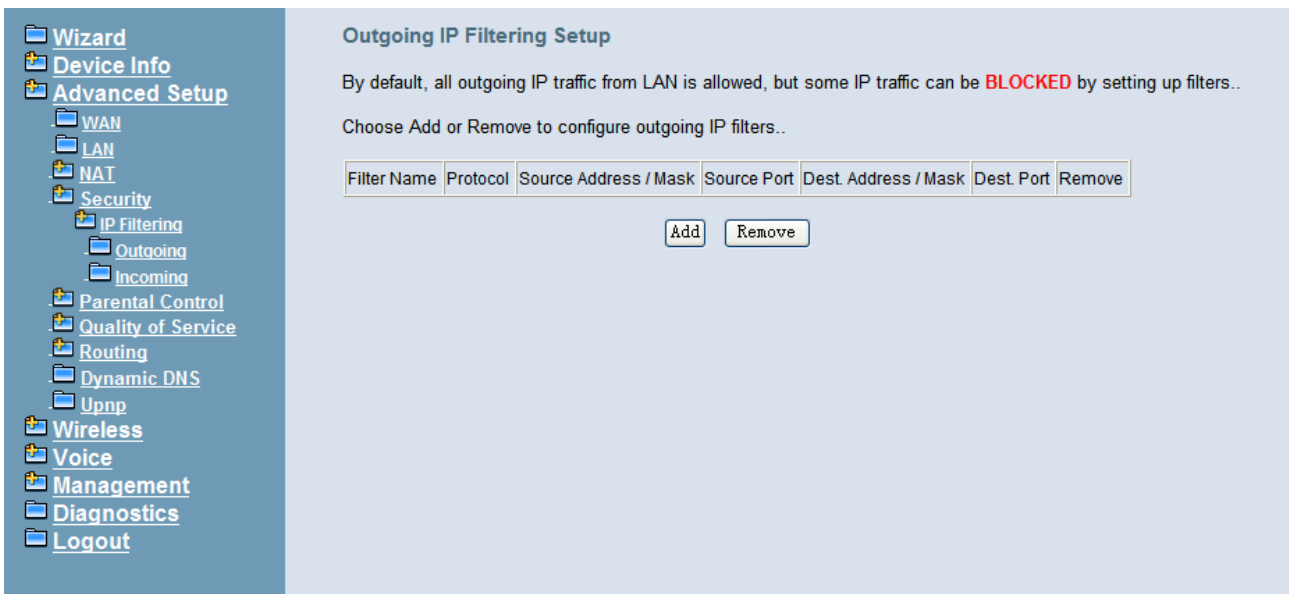 Wizard
Device Info
Advanced Setup
WAN
LAN
NAT
Security
IP Filtering
Outgoing
Incoming
Parental Control
Quality of Service
Routing
Dynamic DNS
Upnp
Wireless
Voice
Management
Diagnostics
Logout
Outgoing IP Filtering Setup
By default, all outgoing IP traffic from LAN is allowed, but some IP traffic can be BLOCKED by setting up filters..
Choose Add or Remove to configure outgoing IP filters..
Filter Name Protocol Source Address / Mask Source Port Dest. Address / Mask Dest. Port Remove
Add Remove